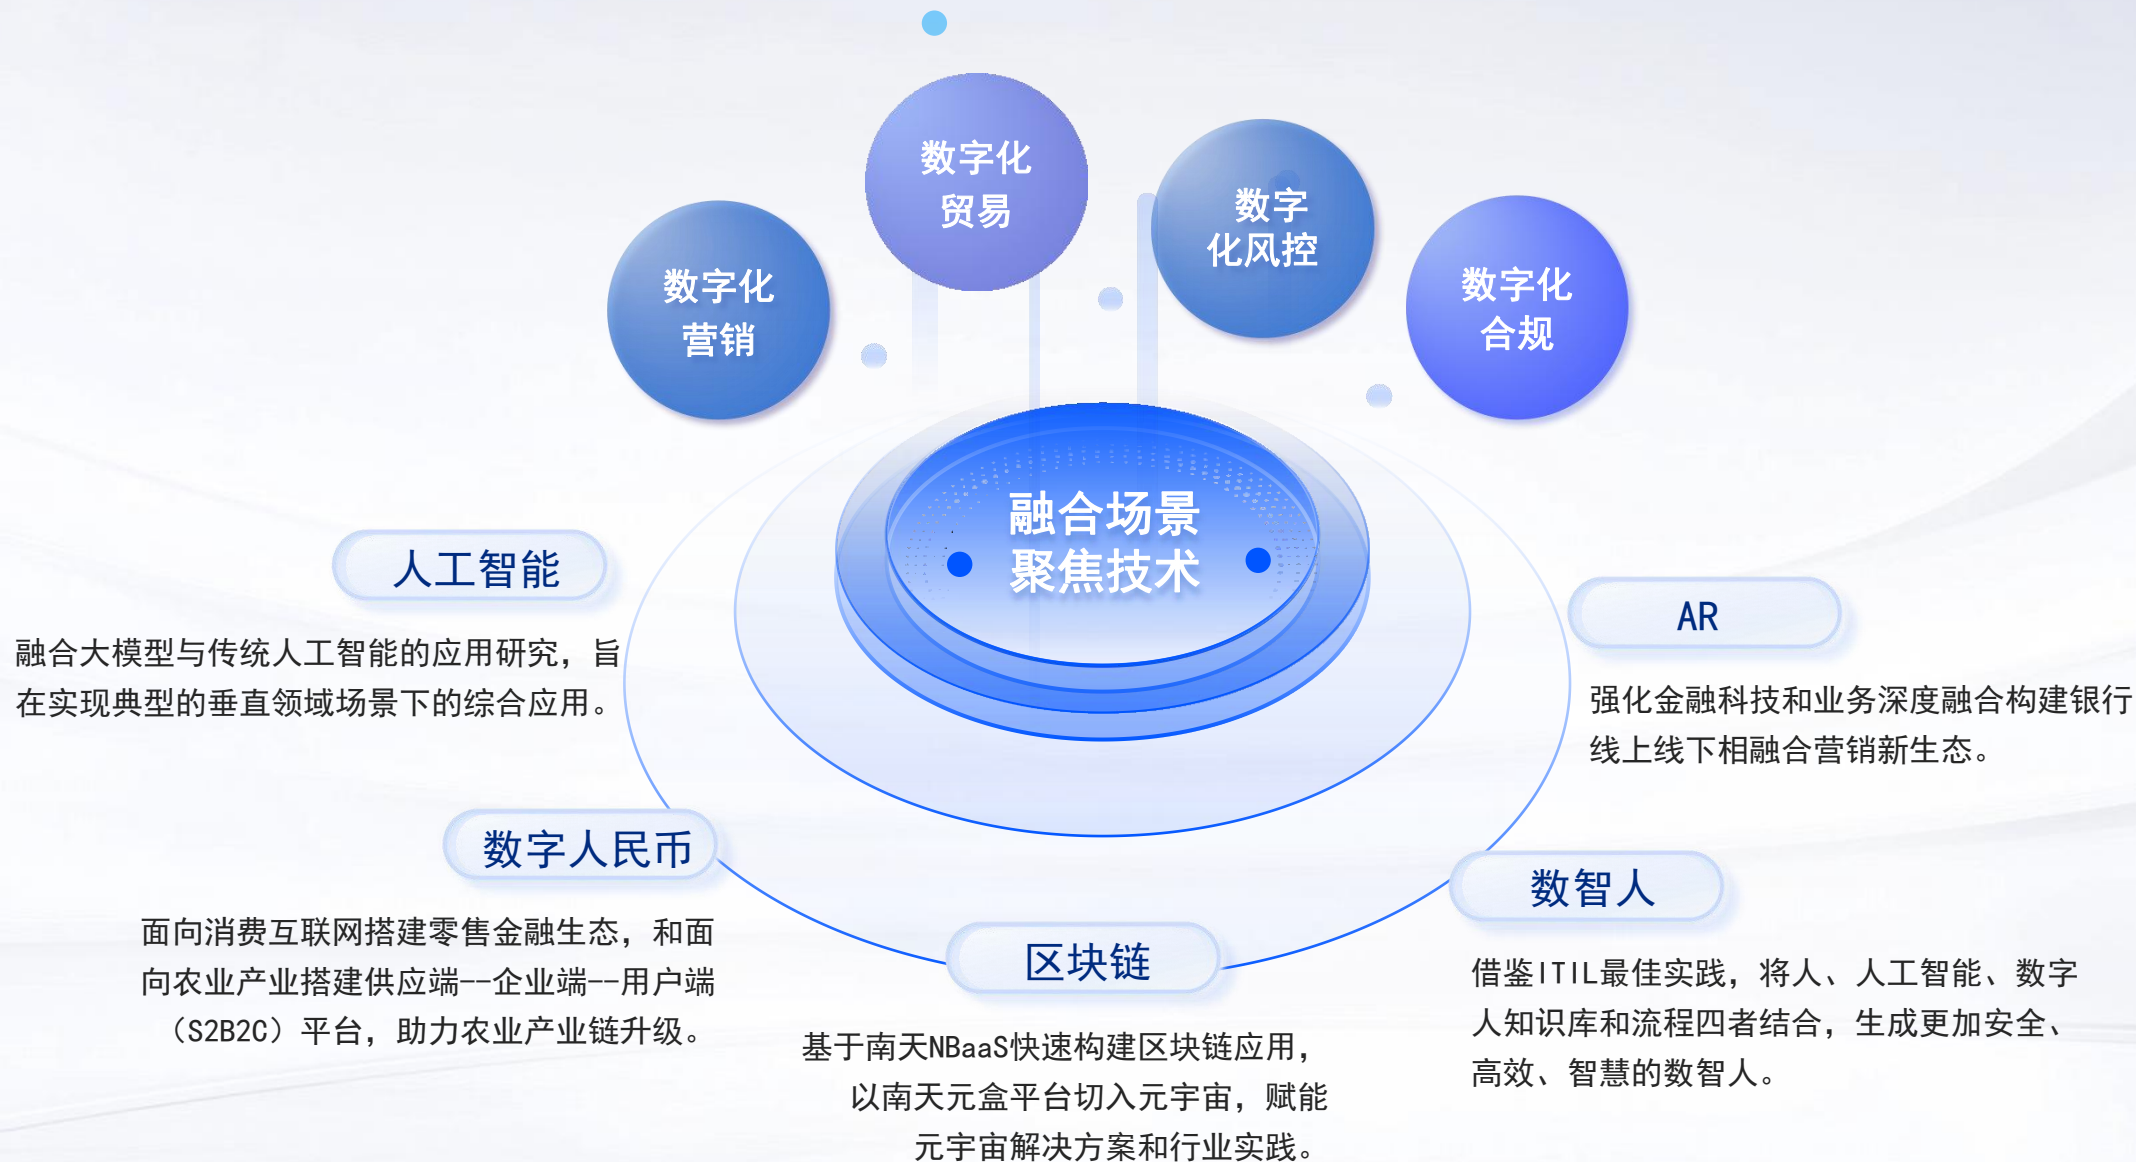 数字化
贸易
数字
化风控
数字化
营销
数字化
合规
融合场景
聚焦技术
人工智能
融合大模型与传统人工智能的应用研究，旨
在实现典型的垂直领域场景下的综合应用。
AR
强化金融科技和业务深度融合构建银行
线上线下相融合营销新生态。
数字人民币
面向消费互联网搭建零售金融生态，和面
向农业产业搭建供应端--企业端--用户端
（S2B2C）平台，助力农业产业链升级。
区块链
基于南天NBaaS快速构建区块链应用，
以南天元盒平台切入元宇宙，赋能
元宇宙解决方案和行业实践。
数智人
借鉴ITIL最佳实践，将人、人工智能、数字
人知识库和流程四者结合，生成更加安全、
高效、智慧的数智人。